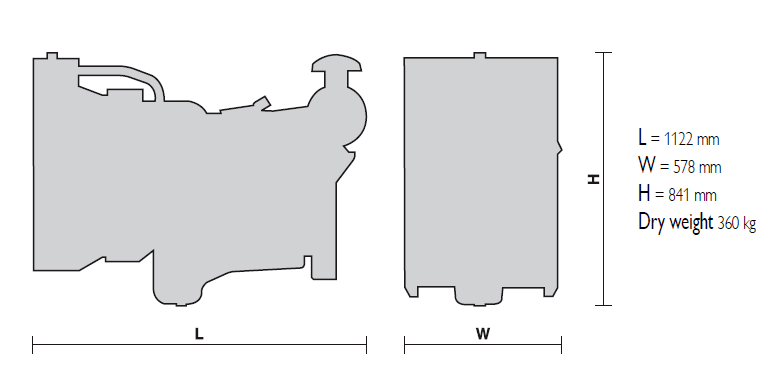 L = 1122 mm
W = 578 mm
H = 841 mm
Dry weight 360 kg
H
L
W